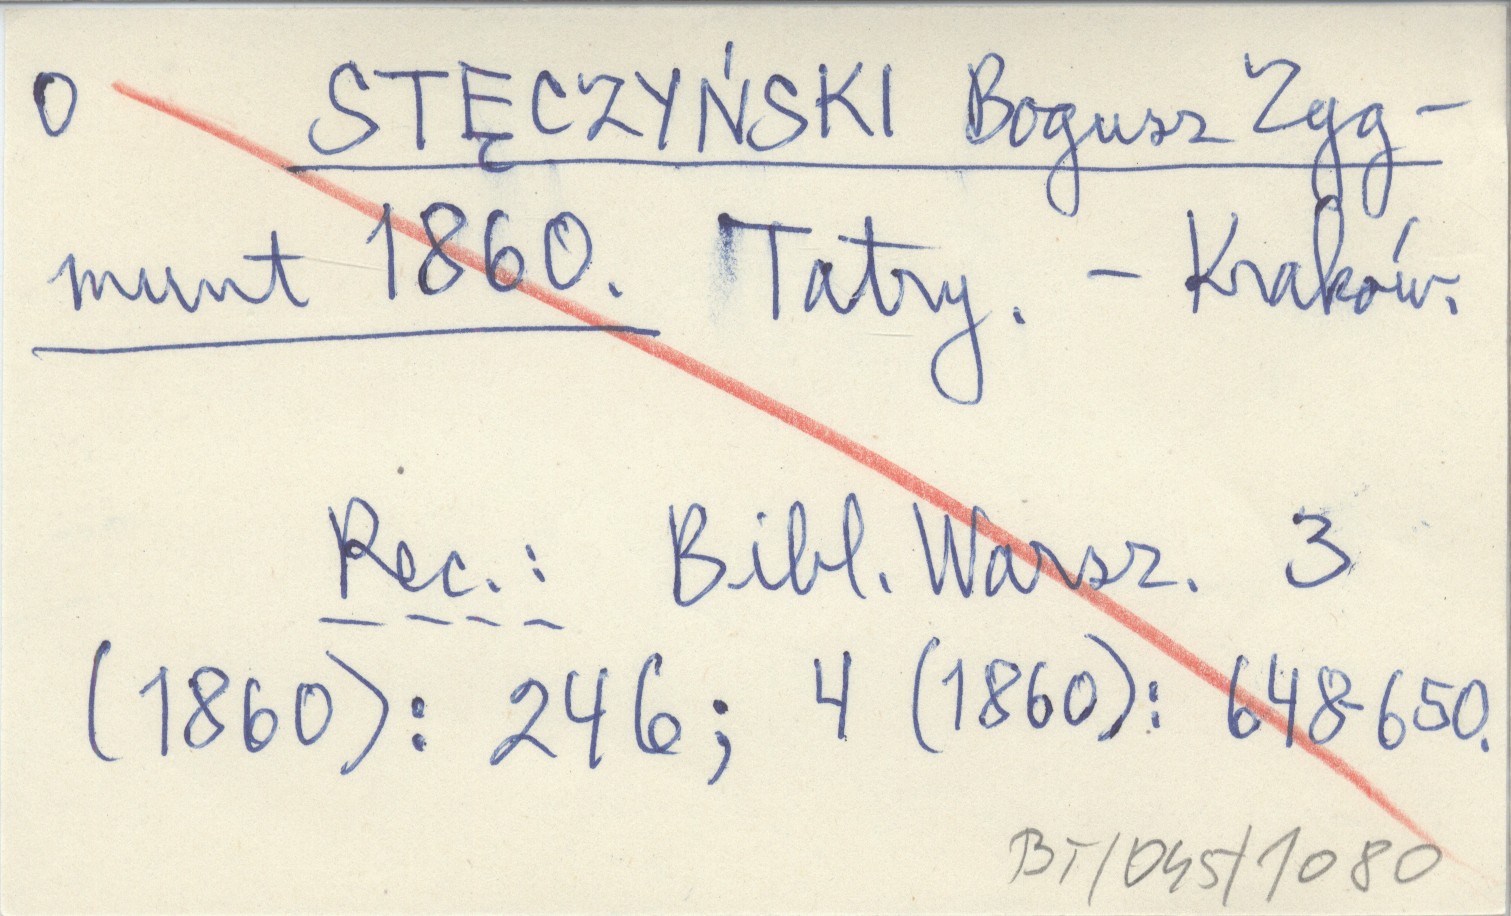 O STĘCZYŃSKI Bogusz Zyg-
munt 1860. Tatry. - Kraków.
Rec.: Bibl. Warsz. 3
(1860): 246; 4 (1860): 648-650.
BT/045/1080